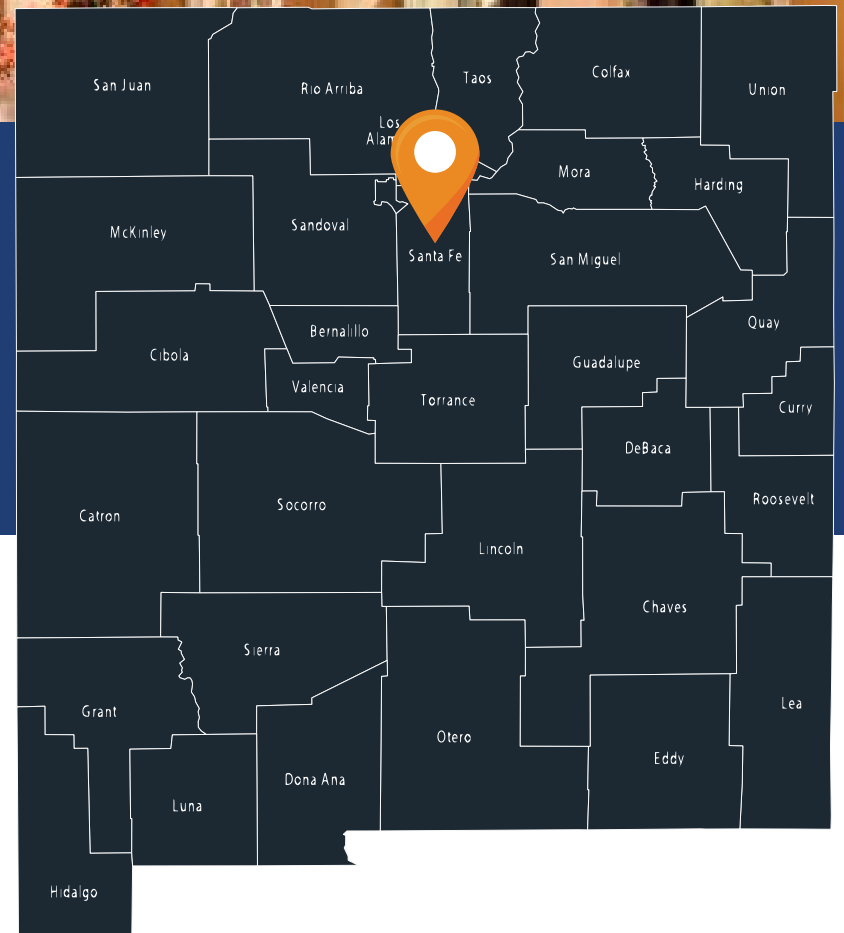 San Juan
Rio Arriba
Taos
Colfax
Union
Los
Alam
Mora
Harding
McKinley
Sandoval
Santa Fe
San Miguel
Bernalillo
Quay
Cibola
Guadalupe
Valencia
Torrance
Curry
DeBaca
Roosevelt
Catron
Socorro
Lincoln
Chaves
Sierra
Grant
Lea
Otero
Eddy
Dona Ana
Luna
Hidalgo